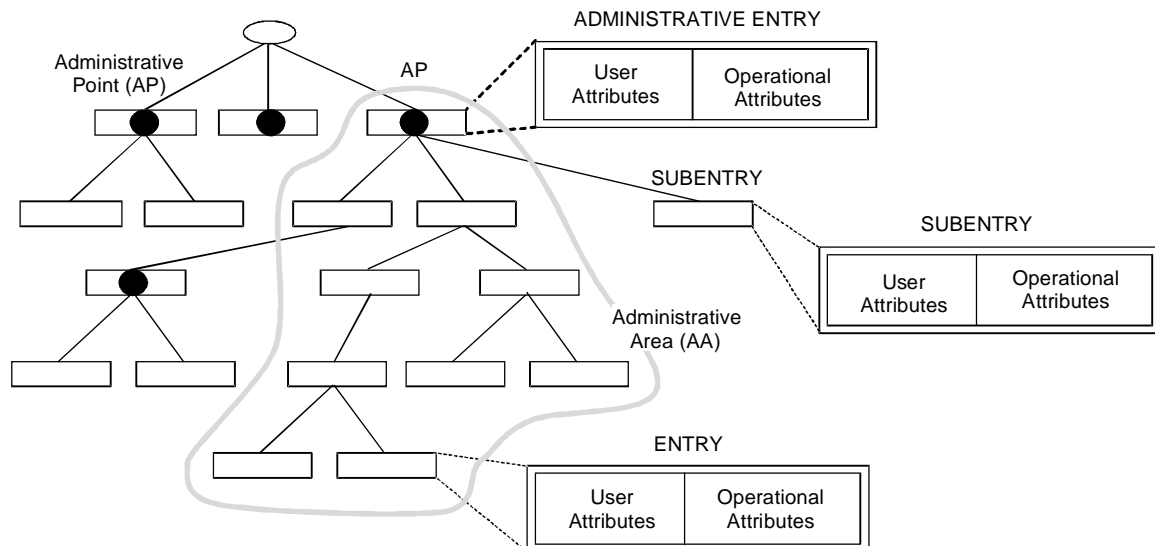 ADMINISTRATIVE ENTRY
Administrative
Point (AP)
AP
User
Attributes
Operational
Attributes
SUBENTRY
SUBENTRY
User
Attributes
Operational
Attributes
Administrative
Area (AA)
ENTRY
User
Attributes
Operational
Attributes